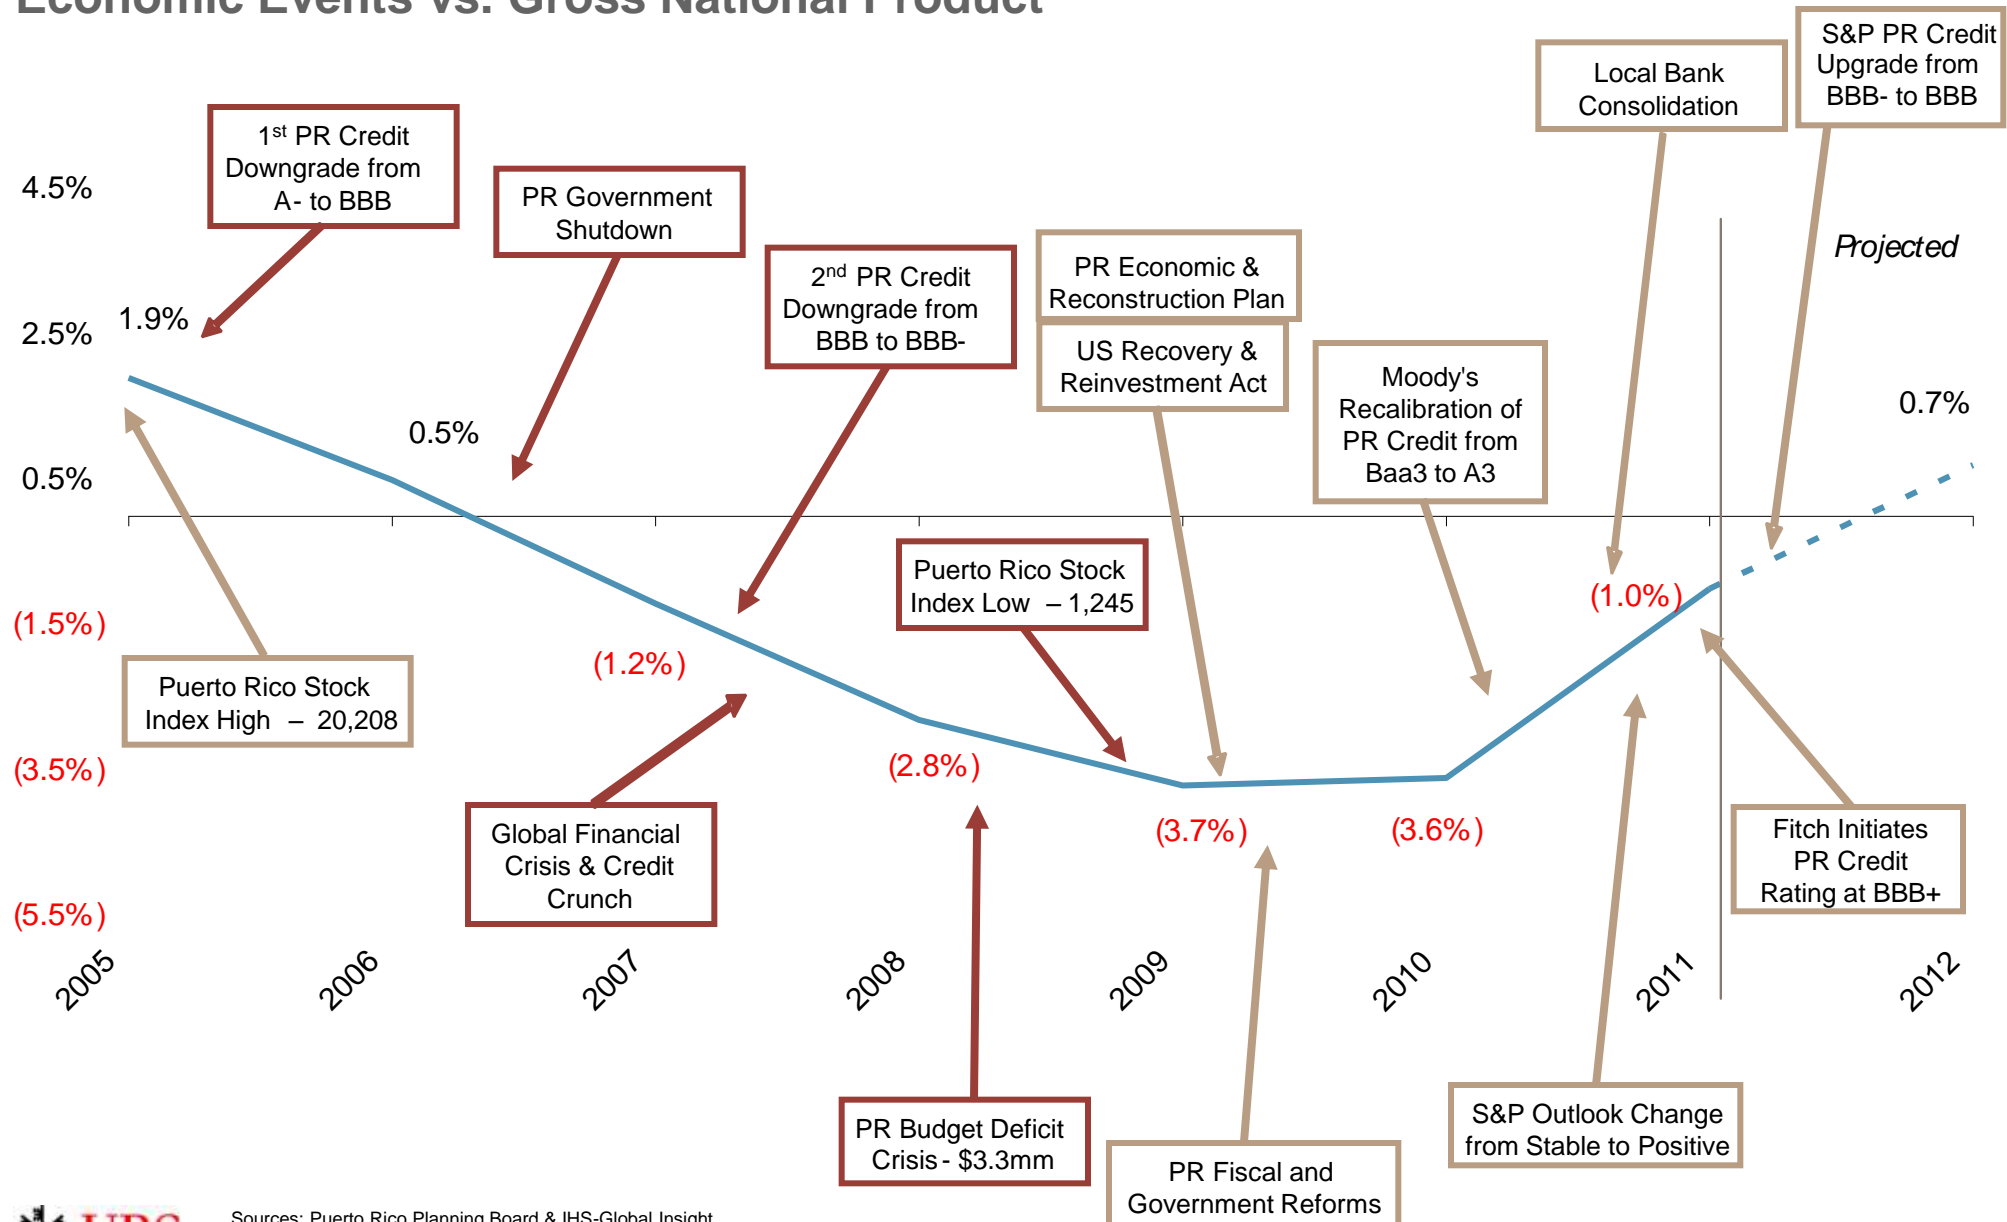 Economic Events vs. Gross National Product
S&P PR Credit
Upgrade from
BBB- to BBB
Local Bank
Consolidation
1st PR Credit
Downgrade from
A- to BBB
PR Government
Shutdown
2nd PR Credit
Downgrade from
BBB to BBB-
PR Economic &
Reconstruction Plan
US Recovery &
Reinvestment Act
Moody's
Recalibration of
PR Credit from
Baa3 to A3
Projected
4.5%
2.5%
0.5%
(1.5%)
(3.5%)
(5.5%)
1.9%
0.5%
(1.2%)
(2.8%)
(3.7%)
(3.6%)
(1.0%)
0.7%
Puerto Rico Stock
Index High – 20,208
Puerto Rico Stock
Index Low – 1,245
Global Financial
Crisis & Credit
Crunch
Fitch Initiates
PR Credit
Rating at BBB+
2005
2006
2007
2008
2009
2010
2011
2012
PR Budget Deficit
Crisis - $3.3mm
PR Fiscal and
Government Reforms
S&P Outlook Change
from Stable to Positive
UBS
Sources: Puerto Rico Planning Board & IHS-Global Insight